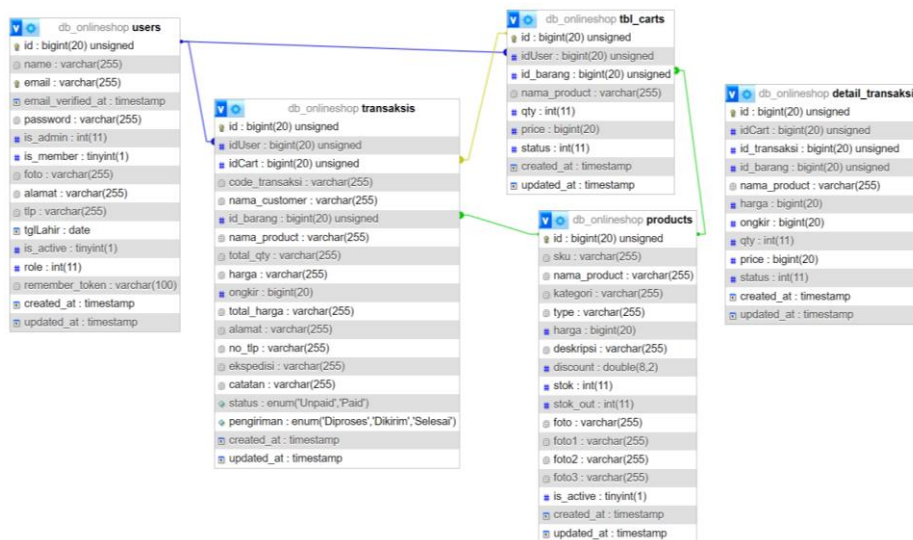 db_onlineshop users
id : bigint(20) unsigned
name : varchar(255)
email : varchar(255)
email_verified_at : timestamp
password : varchar(255)
is_admin : int(11)
is_member : tinyint(1)
foto : varchar(255)
alamat : varchar(255)
tlp : varchar(255)
tglLahir : date
is_active : tinyint(1)
role : int(11)
remember_token : varchar(100)
created_at : timestamp
updated_at : timestamp
db_onlineshop transaksis
id : bigint(20) unsigned
idUser : bigint(20) unsigned
idCart : bigint(20) unsigned
code_transaksi : varchar(255)
nama_customer : varchar(255)
id_barang : bigint(20) unsigned
nama_product : varchar(255)
total_qty : varchar(255)
harga : varchar(255)
ongkir : bigint(20)
total_harga : varchar(255)
alamat : varchar(255)
no_tlp : varchar(255)
ekspedisi : varchar(255)
catatan : varchar(255)
status : enum('Unpaid','Paid')
pengiriman : enum('Diproses','Dikirim','Selesai')
created_at : timestamp
updated_at : timestamp
db_onlineshop tbl_carts
id : bigint(20) unsigned
idUser : bigint(20) unsigned
id_barang : bigint(20) unsigned
nama_product : varchar(255)
qty : int(11)
price : bigint(20)
status : int(11)
created_at : timestamp
updated_at : timestamp
db_onlineshop products
id : bigint(20) unsigned
sku : varchar(255)
nama_product : varchar(255)
kategori : varchar(255)
type : varchar(255)
harga : bigint(20)
deskripsi : varchar(255)
discount : double(8,2)
stok : int(11)
stok_out : int(11)
foto : varchar(255)
foto1 : varchar(255)
foto2 : varchar(255)
foto3 : varchar(255)
is_active : tinyint(1)
created_at : timestamp
updated_at : timestamp
db_onlineshop detail_transaksi
id : bigint(20) unsigned
idCart : bigint(20) unsigned
id_transaksi : bigint(20) unsigned
id_barang : bigint(20) unsigned
nama_product : varchar(255)
harga : bigint(20)
ongkir : bigint(20)
qty : int(11)
price : bigint(20)
status : int(11)
created_at : timestamp
updated_at : timestamp